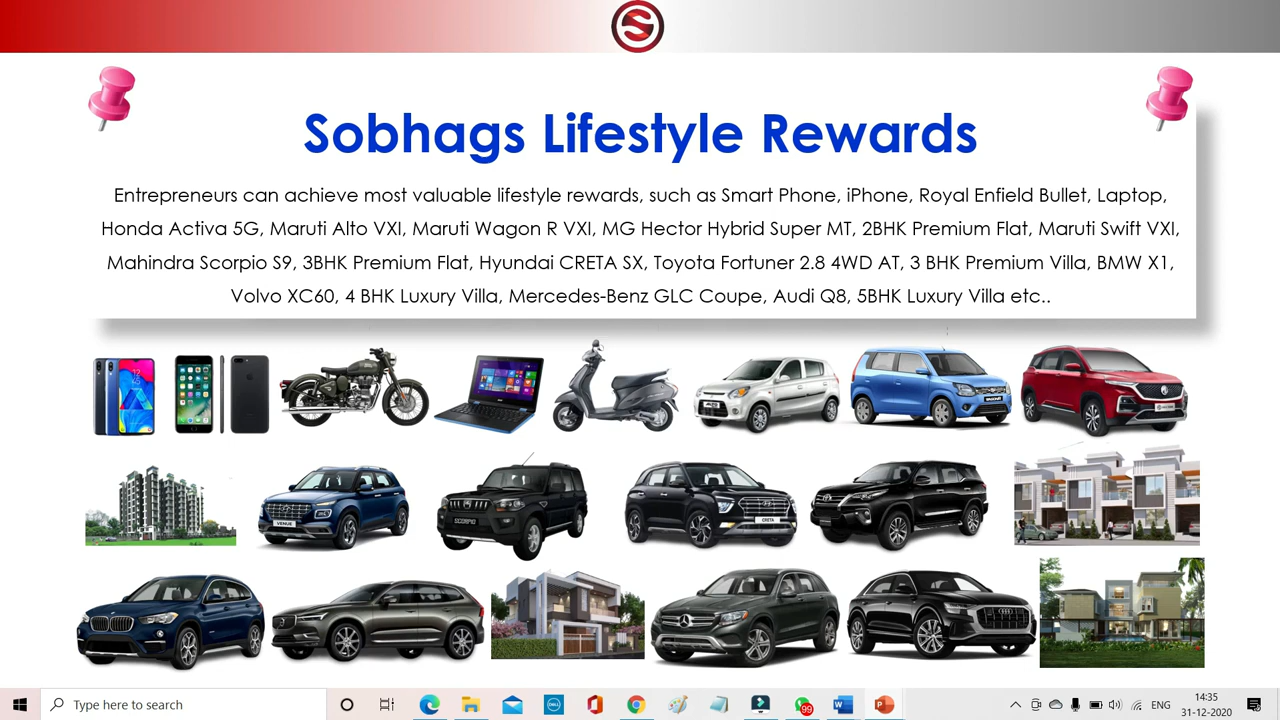 S
Sobhags Lifestyle Rewards
Entrepreneurs can achieve most valuable lifestyle rewards, such as Smart Phone, iPhone, Royal Enfield Bullet, Laptop,
Honda Activa 5G, Maruti Alto VXI, Maruti Wagon R VXI, MG Hector Hybrid Super MT, 2BHK Premium Flat, Maruti Swift VXI,
Mahindra Scorpio S9, 3BHK Premium Flat, Hyundai CRETA SX, Toyota Fortuner 2.8 4WD AT, 3 BHK Premium Villa, BMW X1,
Volvo XC60, 4 BHK Luxury Villa, Mercedes-Benz GLC Coupe, Audi Q8, 5BHK Luxury Villa etc..
VENUE
SCORPIO
CRETA
Type here to search
99
ENG
14:35
31-12-2020